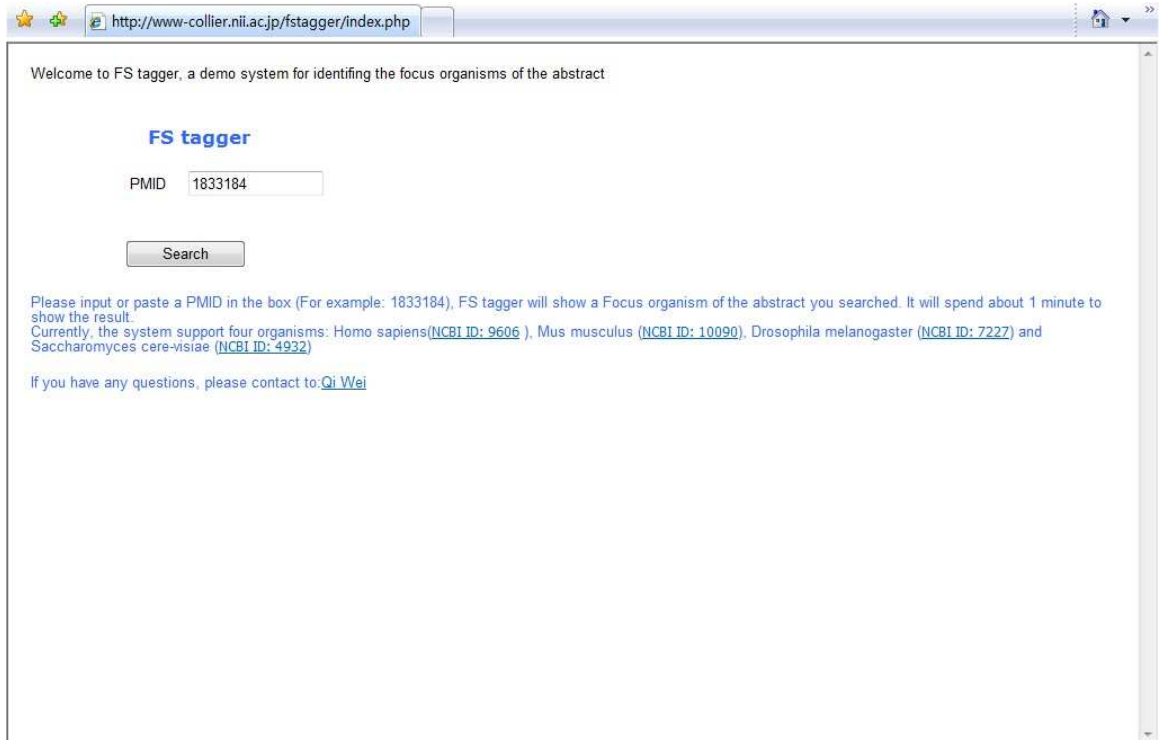 http://www-collier.nii.ac.jp/fstagger/index.php
Welcome to FS tagger, a demo system for identifing the focus organisms of the abstract
FS tagger
PMID 1833184
Search
Please input or paste a PMID in the box (For example: 1833184), FS tagger will show a Focus organism of the abstract you searched. It will spend about 1 minute to
show the result.
Currently, the system support four organisms: Homo sapiens(NCBI ID: 9606 ), Mus musculus (NCBI ID: 10090), Drosophila melanogaster (NCBI ID: 7227) and
Saccharomyces cere-visiae (NCBI ID: 4932)
If you have any questions, please contact to:Qi Wei